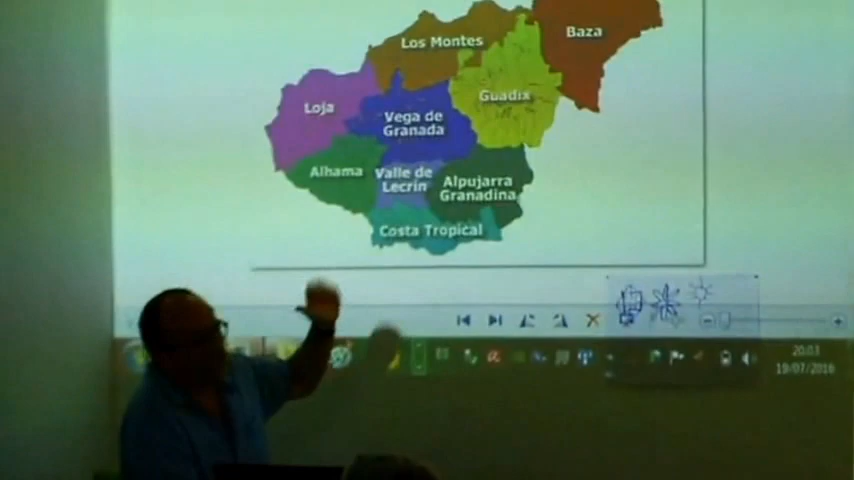 Baza
Los Montes
Guadix
Loja
Vega de
Granada
Alhama
Valle de
Lecrín
Alpujarra
Granadina
Costa Tropical
20:03
19/07/2016